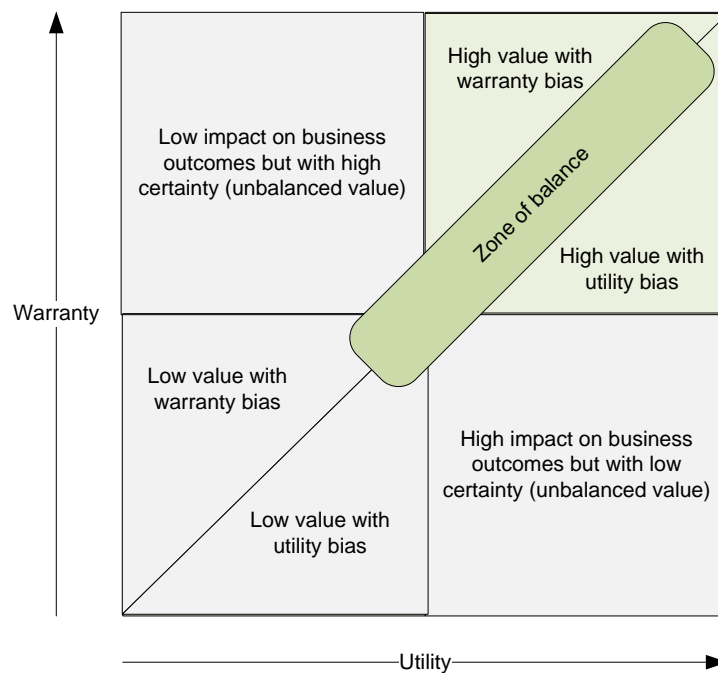 High value with
warranty bias
Low impact on business
outcomes but with high
certainty (unbalanced value)
Zone of balance
High value with
utility bias
Warranty
Low value with
warranty bias
High impact on business
outcomes but with low
certainty (unbalanced value)
Low value with
utility bias
Utility